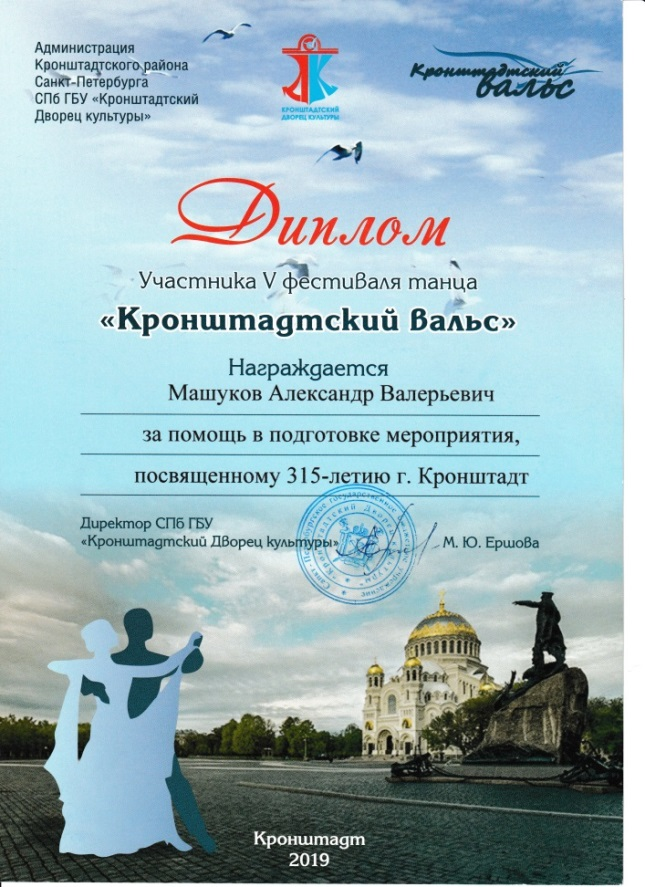 Администрация
Кронштадтского района
Санкт-Петербурга
СПб ГБУ «Кронштадтский
Дворец культуры»
КРОНШТАДТСКИЙ
ДВОРЕЦ КУЛЬТУРЫ
Кронштадтский
вальс
Диплом
Участника V фестиваля танца
«Кронштадтский вальс»
Награждается
Машуков Александр Валерьевич
за помощь в подготовке мероприятия,
посвященному 315-летию г. Кронштадт
Директор СПб ГБУ
«Кронштадтский Дворец культуры»
М. Ю. Ершова
Кронштадт
2019